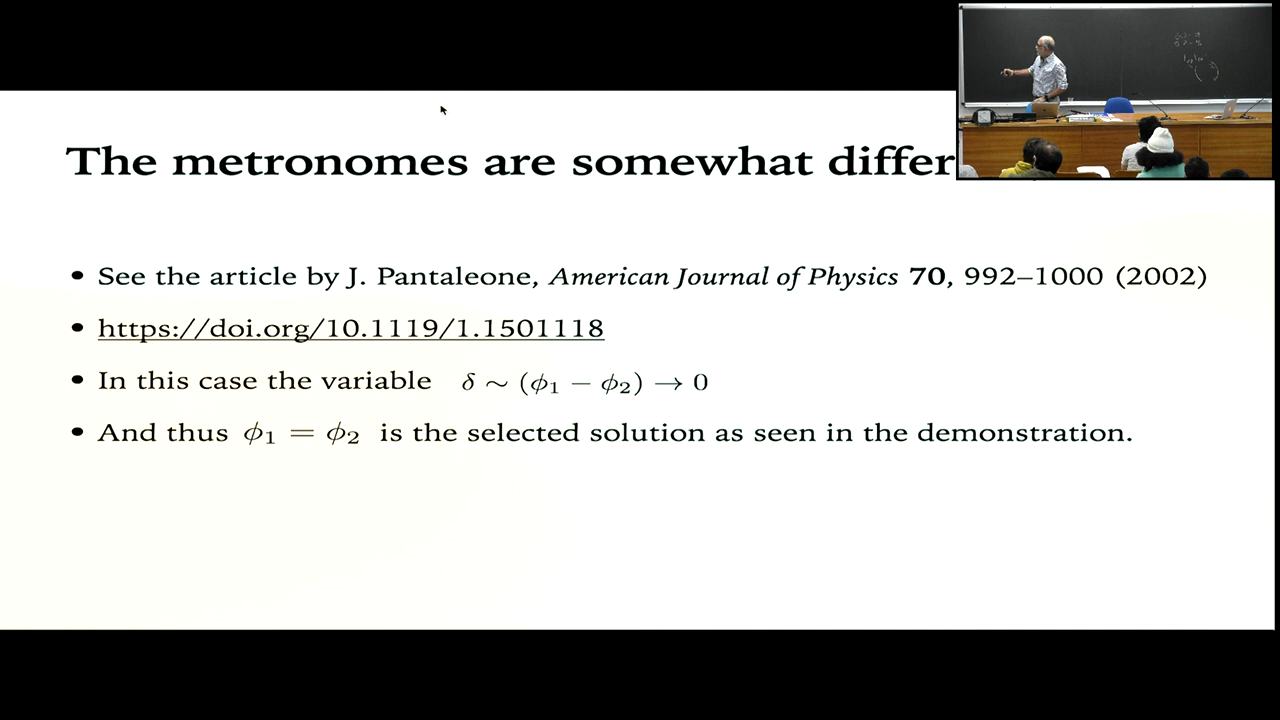 The metronomes are somewhat differ
• See the article by J. Pantaleone, American Journal of Physics 70, 992–1000 (2002)
• https://doi.org/10.1119/1.1501118
• In this case the variable δ ∼ (ϕ₁ − ϕ₂) → 0
• And thus ϕ₁ = ϕ₂ is the selected solution as seen in the demonstration.